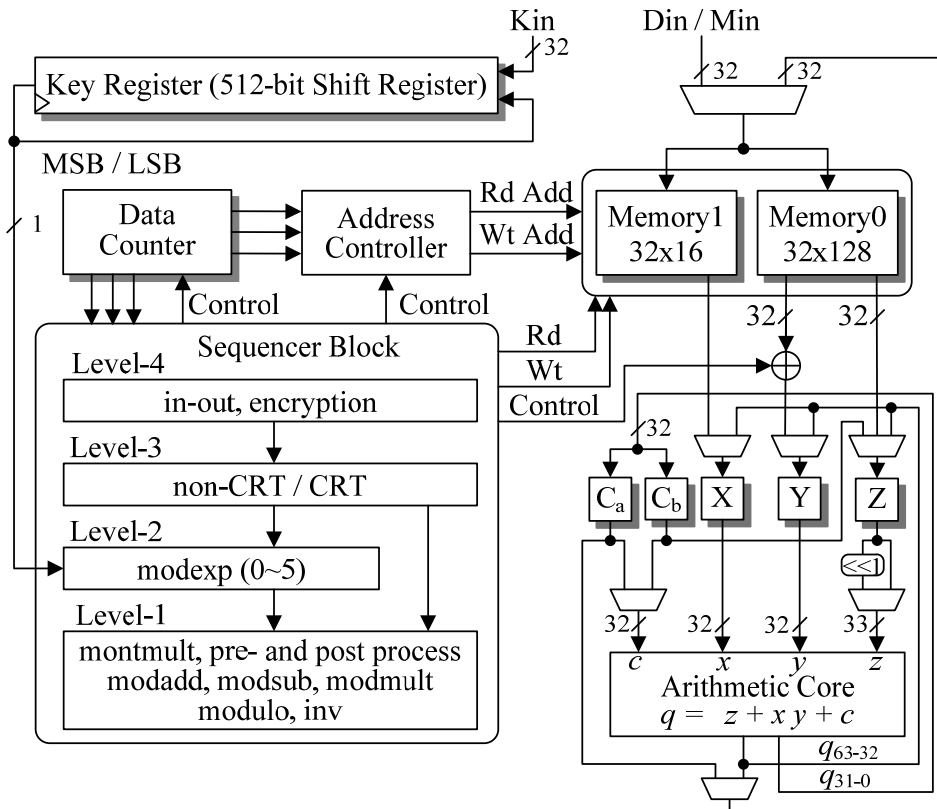 Kin
32
Din / Min
32
32
Key Register (512-bit Shift Register)
MSB / LSB
1
Data
Counter
Address
Controller
Rd Add
Wt Add
Memory1
32x16
Memory0
32x128
Control
Control
32
32
Sequencer Block
Rd
Wt
Control
Level-4
in-out, encryption
Level-3
non-CRT / CRT
Level-2
modexp (0~5)
Level-1
montmult, pre- and post process
modadd, modsub, modmult
modulo, inv
32
Ca
Cb
X
Y
Z
<<1
32
32
32
33
c
x
y
z
Arithmetic Core
q = z + x y + c
q63-32
q31-0